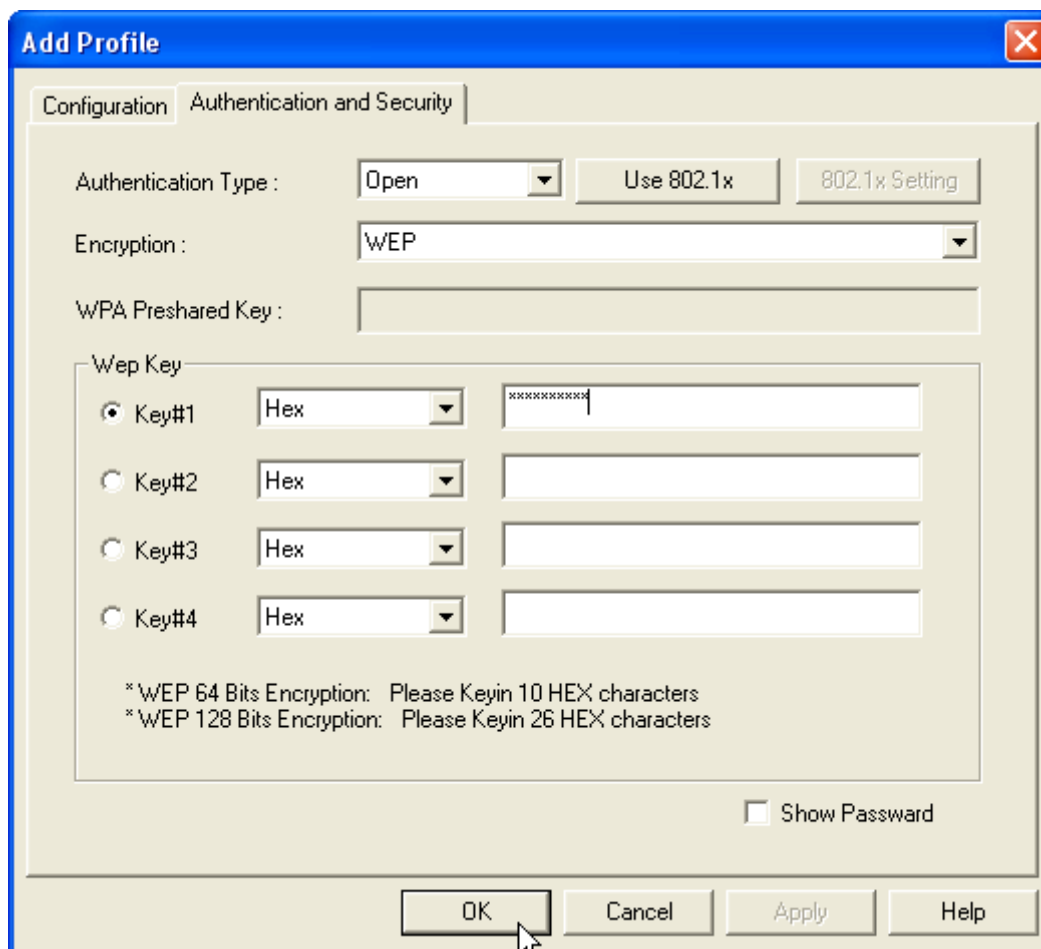 Add Profile
Configuration Authentication and Security
Authentication Type : Open Use 802.1x 802.1x Setting
Encryption : WEP
WPA Preshared Key :
Wep Key
Key#1 Hex **********
Key#2 Hex
Key#3 Hex
Key#4 Hex
* WEP 64 Bits Encryption: Please Keyin 10 HEX characters
* WEP 128 Bits Encryption: Please Keyin 26 HEX characters
Show Passward
OK Cancel Apply Help